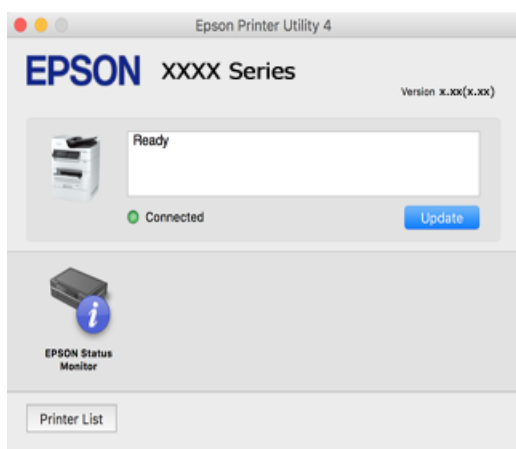 Epson Printer Utility 4
EPSON XXXX Series
Version x.xx(x.xx)
Ready
Connected
Update
EPSON Status
Monitor
Printer List